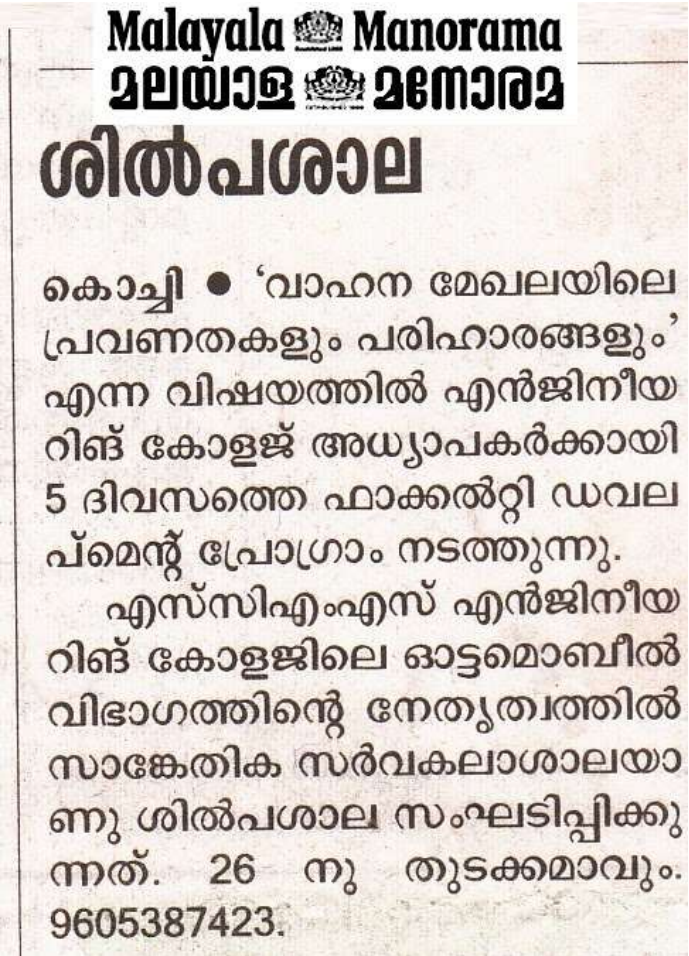 Malayala Manorama
മലയാള മനോരമ
ശിൽപശാല
കൊച്ചി ● ‘വാഹന മേഖലയിലെ
പ്രവണതകളും പരിഹാരങ്ങളും’
എന്ന വിഷയത്തിൽ എൻജിനീയ
റിങ് കോളജ് അധ്യാപകർക്കായി
5 ദിവസത്തെ ഫാക്കൽറ്റി ഡവല
പ്മെന്റ് പ്രോഗ്രാം നടത്തുന്നു.
എസ്‌സിഎംഎസ് എൻജിനീയ
റിങ് കോളജിലെ ഓട്ടമൊബീൽ
വിഭാഗത്തിന്റെ നേതൃത്വത്തിൽ
സാങ്കേതിക സർവകലാശാലയാ
ണു ശിൽപശാല സംഘടിപ്പിക്കു
ന്നത്. 26 നു തുടക്കമാവും.
9605387423.